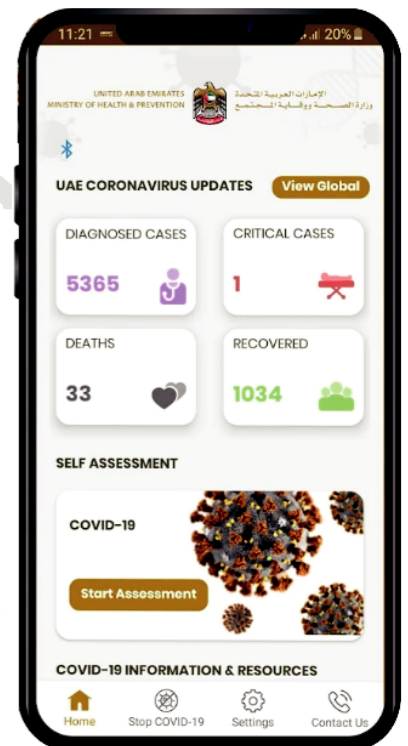 11:21
20%
UNITED ARAB EMIRATES
MINISTRY OF HEALTH & PREVENTION
الإمارات العربية المتحدة
وزارة الصحة ووقاية المجتمع
UAE CORONAVIRUS UPDATES
View Global
DIAGNOSED CASES
5365
CRITICAL CASES
1
DEATHS
33
RECOVERED
1034
SELF ASSESSMENT
COVID-19
Start Assessment
COVID-19 INFORMATION & RESOURCES
Home Stop COVID-19 Settings Contact Us